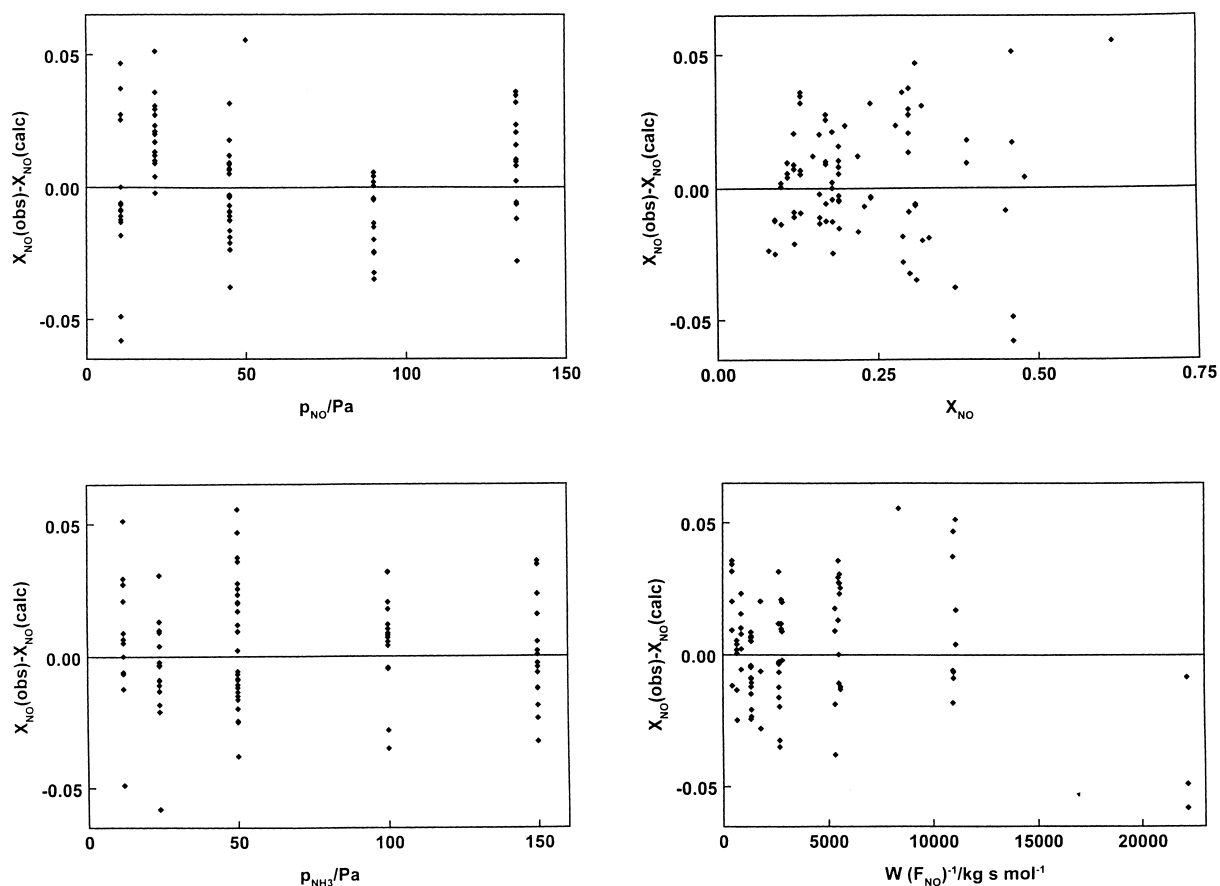 0.05
0.00
-0.05
X_NO(obs)-X_NO(calc)
0 50 100 150
p_NO/Pa
0.05
0.00
-0.05
X_NO(obs)-X_NO(calc)
0.00 0.25 0.50 0.75
X_NO
0.05
0.00
-0.05
X_NO(obs)-X_NO(calc)
0 50 100 150
p_NH3/Pa
0.05
0.00
-0.05
X_NO(obs)-X_NO(calc)
0 5000 10000 15000 20000
W (F_NO)^-1/kg s mol^-1